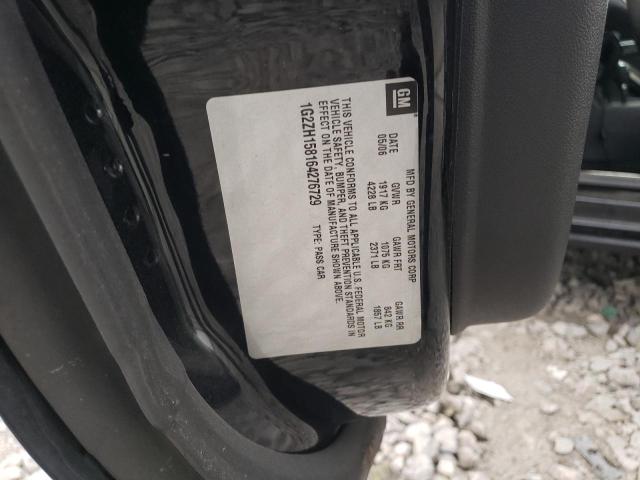 GM
MFD BY GENERAL MOTORS CORP
DATE GVWR GAWR FRT GAWR RR
05/06 1917 KG 1075 KG 842 KG
4228 LB 2371 LB 1857 LB
THIS VEHICLE CONFORMS TO ALL APPLICABLE U.S. FEDERAL MOTOR
VEHICLE SAFETY, BUMPER, AND THEFT PREVENTION STANDARDS IN
EFFECT ON THE DATE OF MANUFACTURE SHOWN ABOVE.
1G2ZH158164276729 TYPE: PASS CAR